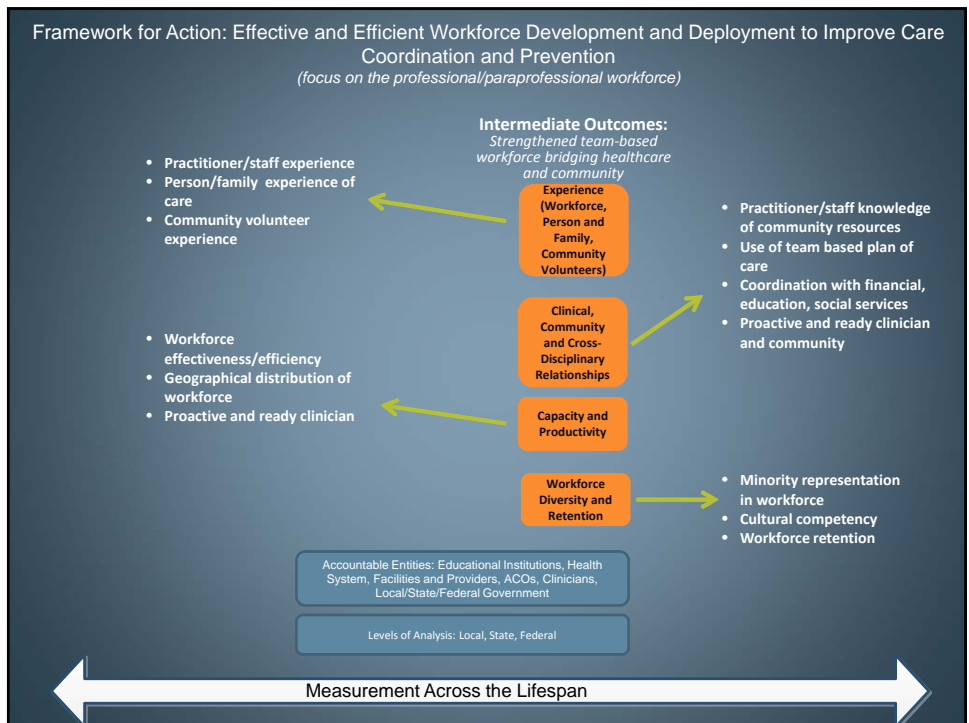 Framework for Action: Effective and Efficient Workforce Development and Deployment to Improve Care
Coordination and Prevention
(focus on the professional/paraprofessional workforce)
Intermediate Outcomes:
Strengthened team-based
workforce bridging healthcare
and community
• Practitioner/staff experience
• Person/family experience of
care
• Community volunteer
experience
Experience
(Workforce,
Person and
Family,
Community
Volunteers)
• Practitioner/staff knowledge
of community resources
• Use of team based plan of
care
• Coordination with financial,
education, social services
• Proactive and ready clinician
and community
Clinical,
Community
and Cross-
Disciplinary
Relationships
• Workforce
effectiveness/efficiency
• Geographical distribution of
workforce
• Proactive and ready clinician
Capacity and
Productivity
Workforce
Diversity and
Retention
• Minority representation
in workforce
• Cultural competency
• Workforce retention
Accountable Entities: Educational Institutions, Health
System, Facilities and Providers, ACOs, Clinicians,
Local/State/Federal Government
Levels of Analysis: Local, State, Federal
Measurement Across the Lifespan